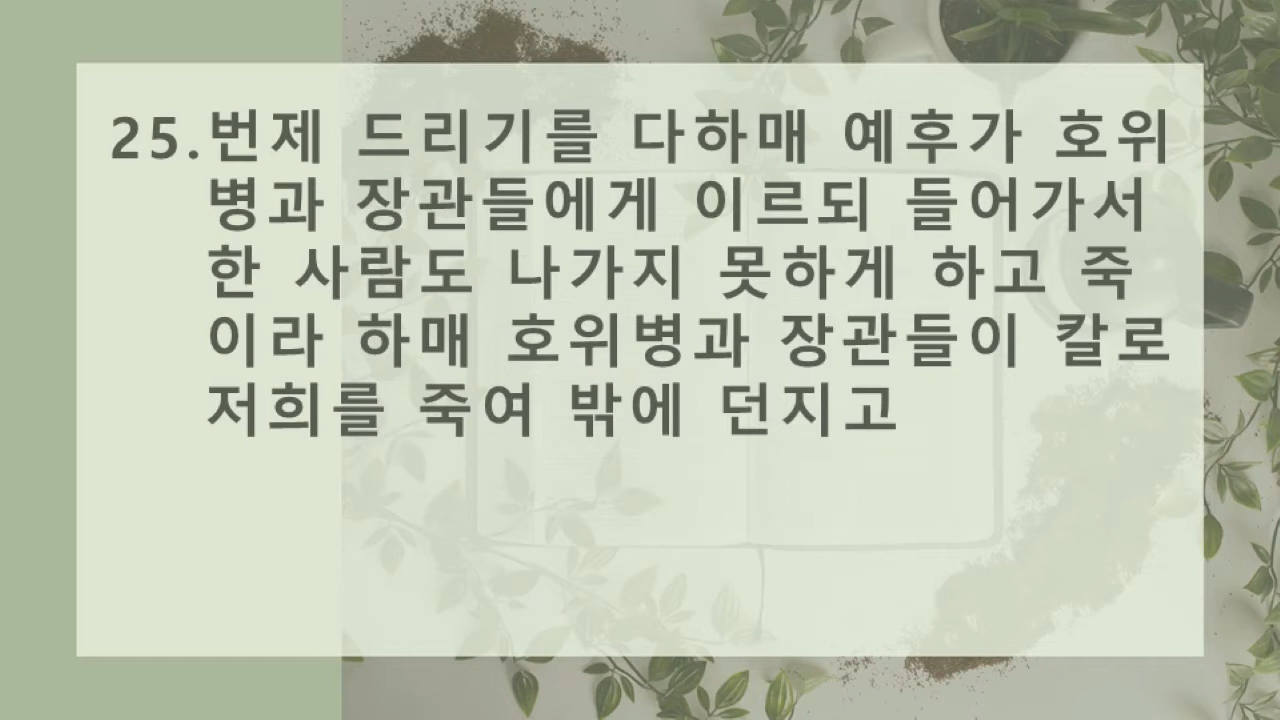 25.번제 드리기를 다하매 예후가 호위
병과 장관들에게 이르되 들어가서
한 사람도 나가지 못하게 하고 죽
이라 하매 호위병과 장관들이 칼로
저희를 죽여 밖에 던지고